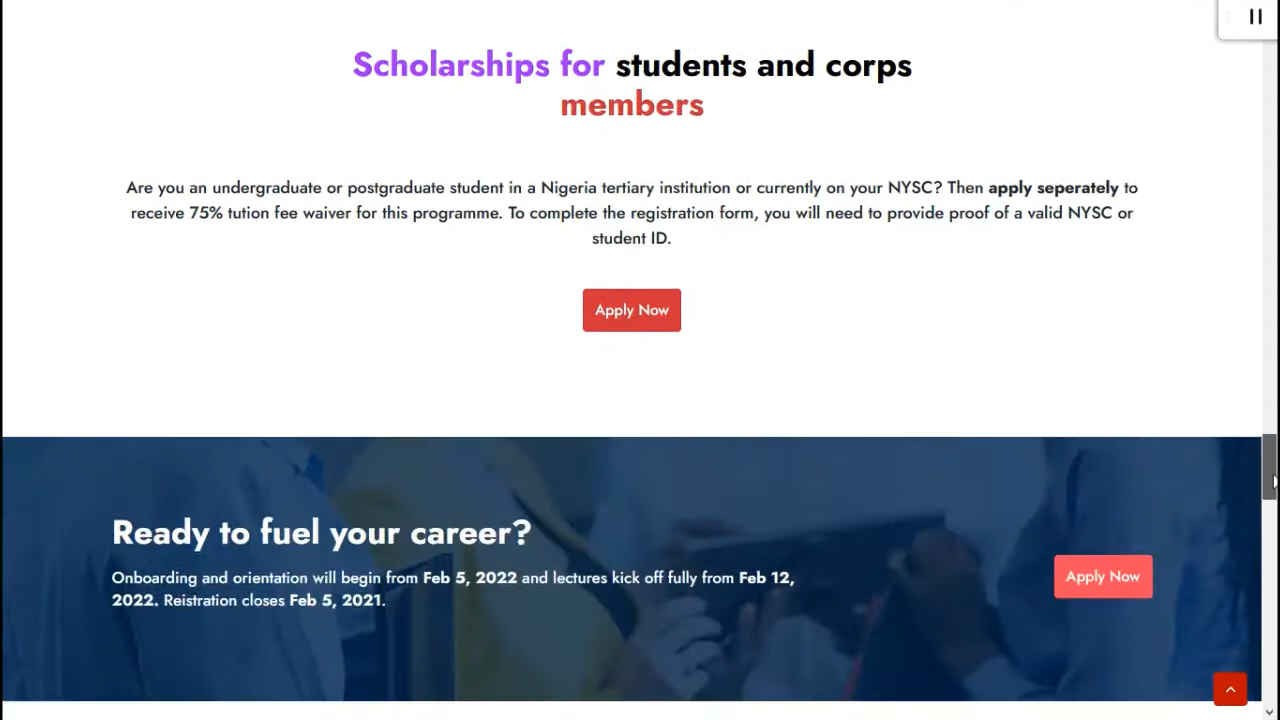 Scholarships for students and corps
members
Are you an undergraduate or postgraduate student in a Nigeria tertiary institution or currently on your NYSC? Then apply seperately to
receive 75% tution fee waiver for this programme. To complete the registration form, you will need to provide proof of a valid NYSC or
student ID.
Apply Now
Ready to fuel your career?
Onboarding and orientation will begin from Feb 5, 2022 and lectures kick off fully from Feb 12,
2022. Reistration closes Feb 5, 2021.
Apply Now